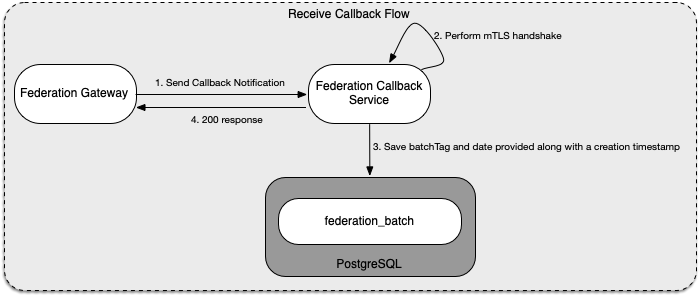 Receive Callback Flow
2. Perform mTLS handshake
1. Send Callback Notification
Federation Gateway
Federation Callback
Service
4. 200 response
3. Save batchTag and date provided along with a creation timestamp
federation_batch
PostgreSQL